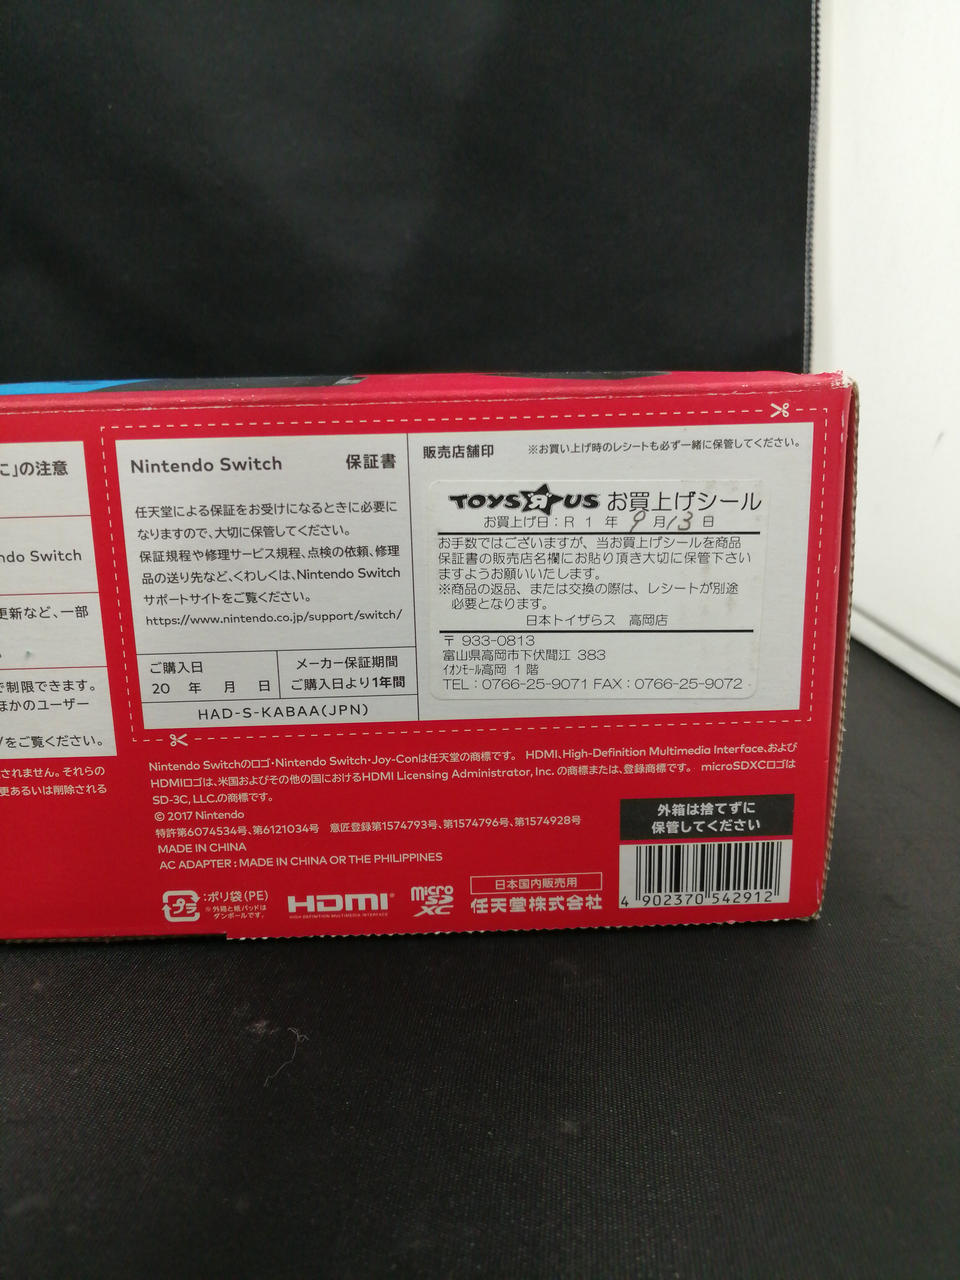 に」の注意
ndo Switch
更新など、一部
で制限できます。
ほかのユーザー
/をご覧ください。
されません。それらの
更あるいは削除される
Nintendo Switch 保証書
任天堂による保証をお受けになるときに必要に
なりますので、大切に保管してください。
保証規程や修理サービス規程、点検の依頼、修理
品の送り先など、くわしくは、Nintendo Switch
サポートサイトをご覧ください。
https://www.nintendo.co.jp/support/switch/
ご購入日
20 年 月 日
メーカー保証期間
ご購入日より1年間
HAD-S-KABAA(JPN)
販売店舗印 ※お買い上げ時のレシートも必ず一緒に保管してください。
TOYS"R"US お買上げシール
お買上げ日:R 1 年 9 月 13 日
お手数ではございますが、当お買上げシールを商品
保証書の販売店名欄にお貼り頂き大切に保管下さい
ますようお願いいたします。
※商品の返品、または交換の際は、レシートが別途
必要となります。
日本トイザらス 高岡店
〒 933-0813
富山県高岡市下伏間江 383
イオンモール高岡 1 階
TEL:0766-25-9071 FAX:0766-25-9072
Nintendo Switchのロゴ・Nintendo Switch・Joy-Conは任天堂の商標です。 HDMI、High-Definition Multimedia Interface、および
HDMIロゴは、米国およびその他の国におけるHDMI Licensing Administrator, Inc. の商標または、登録商標です。 microSDXCロゴは
SD-3C, LLC.の商標です。
© 2017 Nintendo
特許第6074534号、第6121034号 意匠登録第1574793号、第1574796号、第1574928号
MADE IN CHINA
AC ADAPTER : MADE IN CHINA OR THE PHILIPPINES
外箱は捨てずに
保管してください
プラ
:ポリ袋(PE)
※外箱と紙パッドは
ダンボールです。
HDMI
HIGH-DEFINITION MULTIMEDIA INTERFACE
micro SD XC
日本国内販売用
任天堂株式会社
4 902370 542912